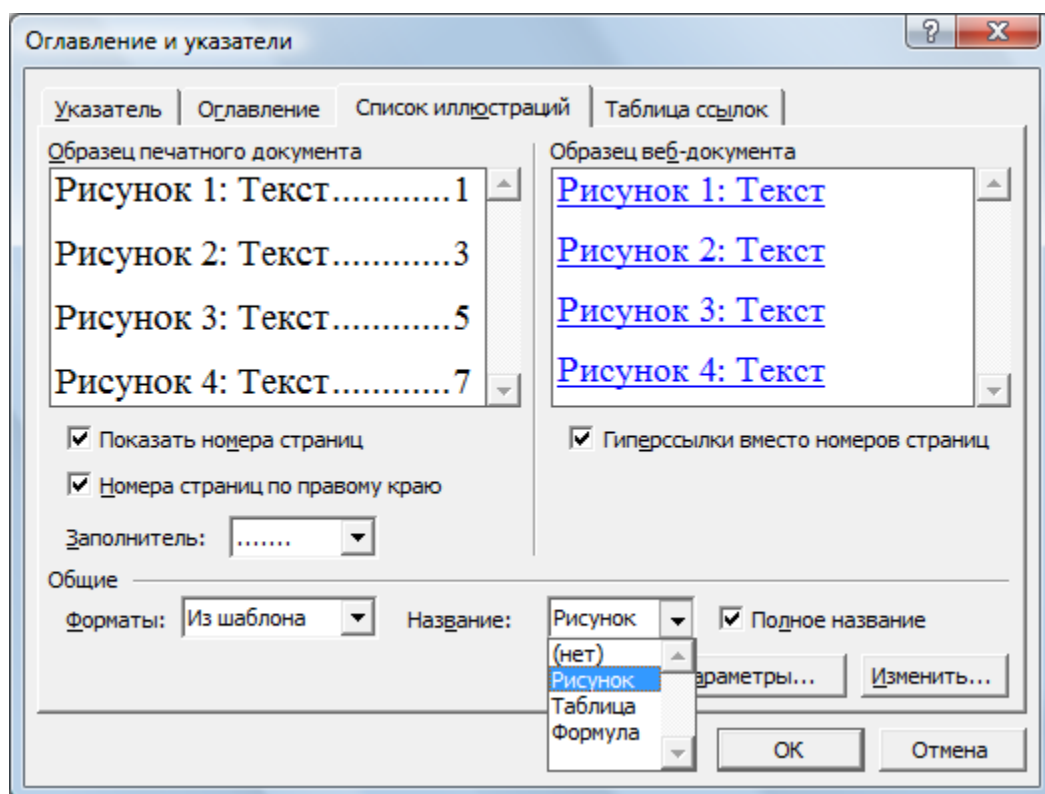 Оглавление и указатели
?
Указатель
Оглавление
Список иллюстраций
Таблица ссылок
Образец печатного документа
Рисунок 1: Текст............1
Рисунок 2: Текст............3
Рисунок 3: Текст............5
Рисунок 4: Текст............7
Образец веб-документа
Рисунок 1: Текст
Рисунок 2: Текст
Рисунок 3: Текст
Рисунок 4: Текст
Показать номера страниц
Номера страниц по правому краю
Заполнитель: .......
Гиперссылки вместо номеров страниц
Общие
Форматы: Из шаблона
Название: Рисунок
Полное название
(нет)
Рисунок
Таблица
Формула
араметры...
Изменить...
ОК
Отмена